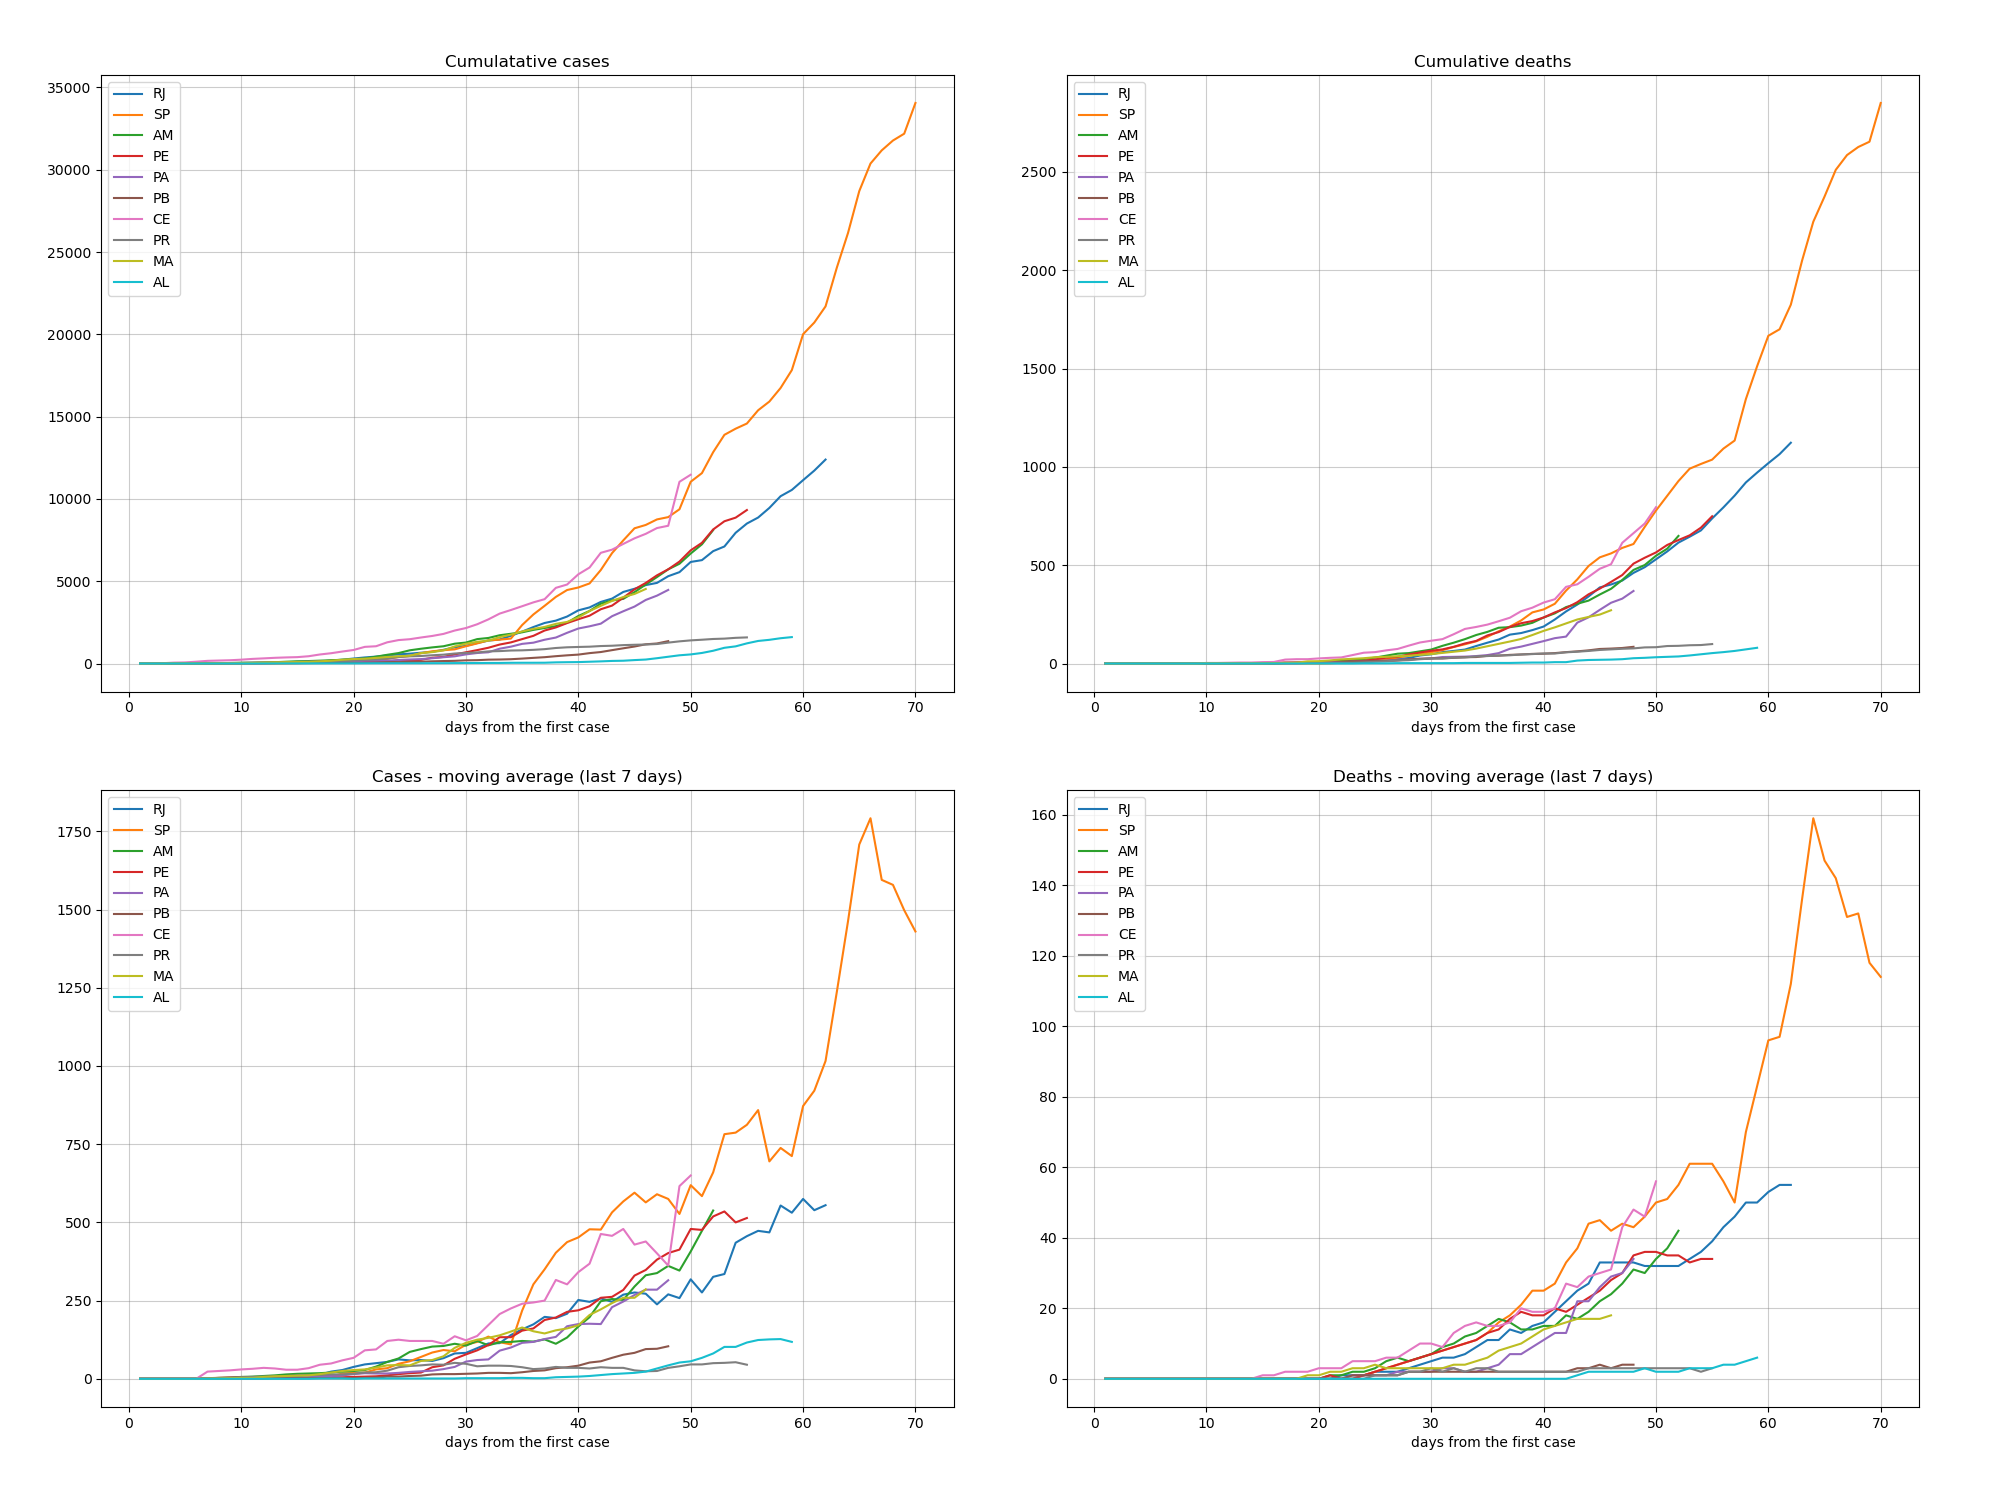 Cumulatative cases
35000
30000
25000
20000
15000
10000
5000
0
RJ
SP
AM
PE
PA
PB
CE
PR
MA
AL
0 10 20 30 40 50 60 70
days from the first case
Cumulative deaths
2500
2000
1500
1000
500
0
RJ
SP
AM
PE
PA
PB
CE
PR
MA
AL
0 10 20 30 40 50 60 70
days from the first case
Cases - moving average (last 7 days)
1750
1500
1250
1000
750
500
250
0
RJ
SP
AM
PE
PA
PB
CE
PR
MA
AL
0 10 20 30 40 50 60 70
days from the first case
Deaths - moving average (last 7 days)
160
140
120
100
80
60
40
20
0
RJ
SP
AM
PE
PA
PB
CE
PR
MA
AL
0 10 20 30 40 50 60 70
days from the first case